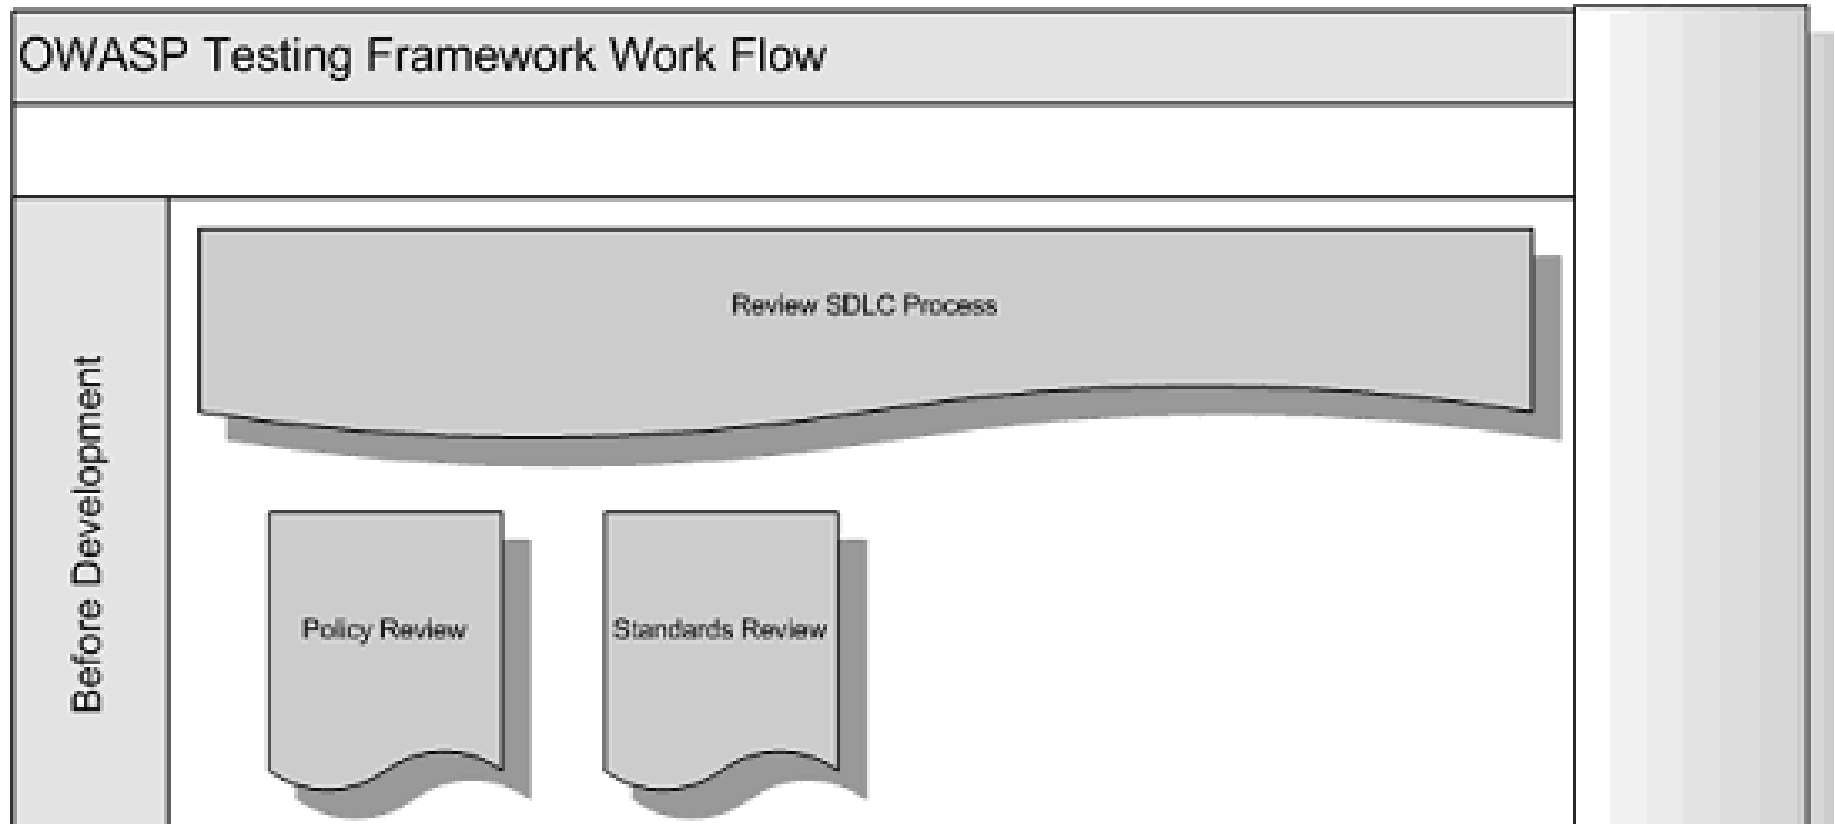 OWASP Testing Framework Work Flow
Before Development
Review SDLC Process
Policy Review
Standards Review